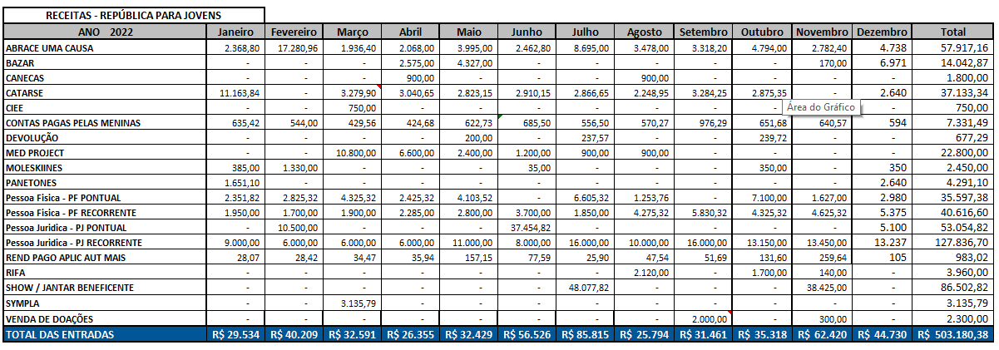 RECEITAS - REPÚBLICA PARA JOVENS
ANO 2022 Janeiro Fevereiro Março Abril Maio Junho Julho Agosto Setembro Outubro Novembro Dezembro Total
ABRACE UMA CAUSA 2.368,80 17.280,96 1.936,40 2.068,00 3.995,00 2.462,80 8.695,00 3.478,00 3.318,20 4.794,00 2.782,40 4.738 57.917,16
BAZAR - - - 2.575,00 4.327,00 - - - - - 170,00 6.971 14.042,87
CANECAS - - - 900,00 - - - 900,00 - - - - 1.800,00
CATARSE 11.163,84 - 3.279,90 3.040,65 2.823,15 2.910,15 2.866,65 2.248,95 3.284,25 2.875,35 - 2.640 37.133,34
CIEE - - 750,00 - - - - - - - - 750,00
Área do Gráfico
CONTAS PAGAS PELAS MENINAS 635,42 544,00 429,56 424,68 622,73 685,50 556,50 570,27 976,29 651,68 640,57 594 7.331,49
DEVOLUÇÃO - - - - 200,00 - 237,57 - - 239,72 - - 677,29
MED PROJECT - - 10.800,00 6.600,00 2.400,00 1.200,00 900,00 900,00 - - - - 22.800,00
MOLESKIINES 385,00 1.330,00 - - - 35,00 - - - 350,00 - 350 2.450,00
PANETONES 1.651,10 - - - - - - - - - - 2.640 4.291,10
Pessoa Fisica - PF PONTUAL 2.351,82 2.825,32 4.325,32 2.425,32 4.103,52 - 6.605,32 1.253,76 - 7.100,00 1.627,00 2.980 35.597,38
Pessoa Fisica - PF RECORRENTE 1.950,00 1.700,00 1.900,00 2.285,00 2.800,00 3.700,00 1.850,00 4.275,32 5.830,32 4.325,32 4.625,32 5.375 40.616,60
Pessoa Juridica - PJ PONTUAL - 10.500,00 - - - 37.454,82 - - - - - 5.100 53.054,82
Pessoa Juridica - PJ RECORRENTE 9.000,00 6.000,00 6.000,00 6.000,00 11.000,00 8.000,00 16.000,00 10.000,00 16.000,00 13.150,00 13.450,00 13.237 127.836,70
REND PAGO APLIC AUT MAIS 28,07 28,42 34,47 35,94 157,15 77,59 25,90 47,54 51,69 131,60 259,64 105 983,02
RIFA - - - - - - - 2.120,00 - 1.700,00 140,00 - 3.960,00
SHOW / JANTAR BENEFICENTE - - - - - - 48.077,82 - - - 38.425,00 - 86.502,82
SYMPLA - - 3.135,79 - - - - - - - - - 3.135,79
VENDA DE DOAÇÕES - - - - - - - - 2.000,00 - 300,00 - 2.300,00
TOTAL DAS ENTRADAS R$ 29.534 R$ 40.209 R$ 32.591 R$ 26.355 R$ 32.429 R$ 56.526 R$ 85.815 R$ 25.794 R$ 31.461 R$ 35.318 R$ 62.420 R$ 44.730 R$ 503.180,38